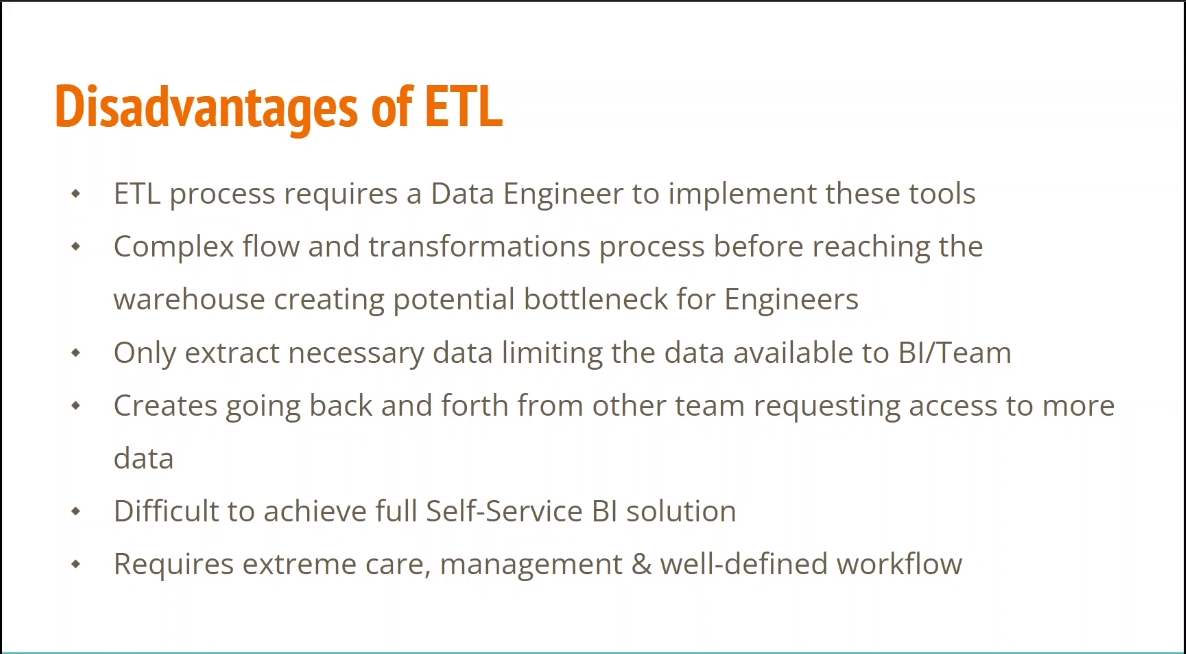 Disadvantages of ETL
⬩ ETL process requires a Data Engineer to implement these tools
⬩ Complex flow and transformations process before reaching the
warehouse creating potential bottleneck for Engineers
⬩ Only extract necessary data limiting the data available to BI/Team
⬩ Creates going back and forth from other team requesting access to more
data
⬩ Difficult to achieve full Self-Service BI solution
⬩ Requires extreme care, management & well-defined workflow